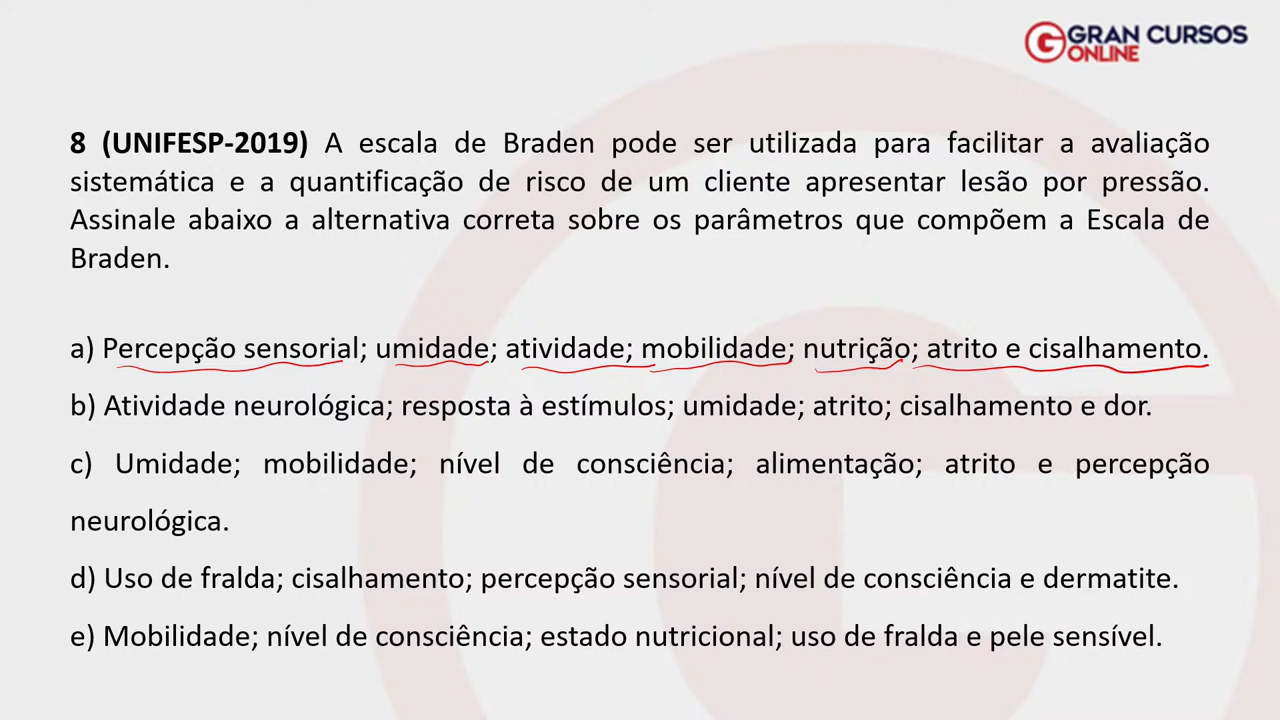 GRAN CURSOS
ONLINE
8 (UNIFESP-2019) A escala de Braden pode ser utilizada para facilitar a avaliação
sistemática e a quantificação de risco de um cliente apresentar lesão por pressão.
Assinale abaixo a alternativa correta sobre os parâmetros que compõem a Escala de
Braden.
a) Percepção sensorial; umidade; atividade; mobilidade; nutrição; atrito e cisalhamento.
b) Atividade neurológica; resposta à estímulos; umidade; atrito; cisalhamento e dor.
c) Umidade; mobilidade; nível de consciência; alimentação; atrito e percepção
neurológica.
d) Uso de fralda; cisalhamento; percepção sensorial; nível de consciência e dermatite.
e) Mobilidade; nível de consciência; estado nutricional; uso de fralda e pele sensível.